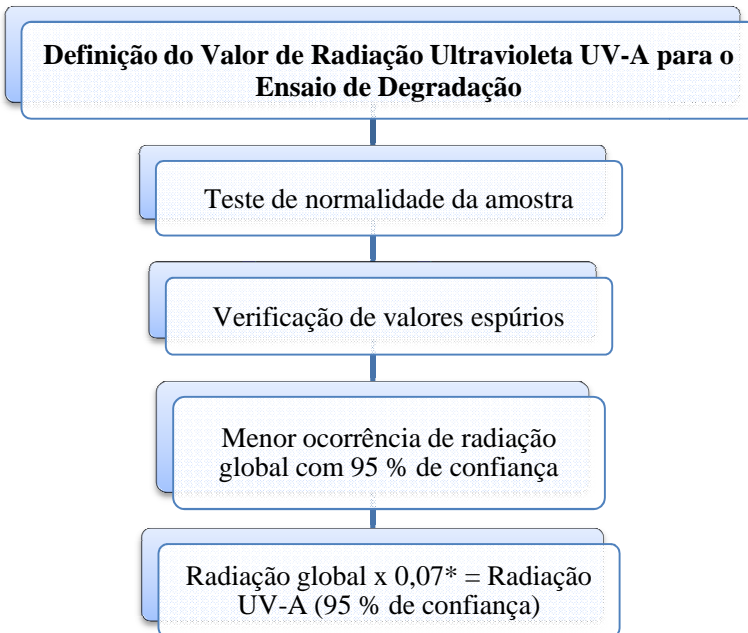 Definição do Valor de Radiação Ultravioleta UV-A para o
Ensaio de Degradação
Teste de normalidade da amostra
Verificação de valores espúrios
Menor ocorrência de radiação
global com 95 % de confiança
Radiação global x 0,07* = Radiação
UV-A (95 % de confiança)